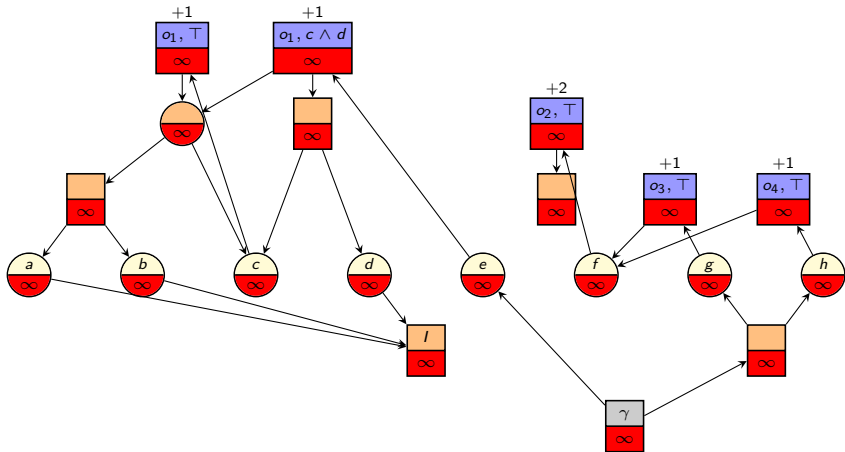 +1 +1
o₁, ⊤ o₁, c ∧ d
∞ ∞
+2
o₂, ⊤
∞ ∞ ∞
+1 +1
o₃, ⊤ o₄, ⊤
∞ ∞ ∞ ∞
a b c d e f g h
∞ ∞ ∞ ∞ ∞ ∞ ∞ ∞
I
∞ ∞
γ
∞